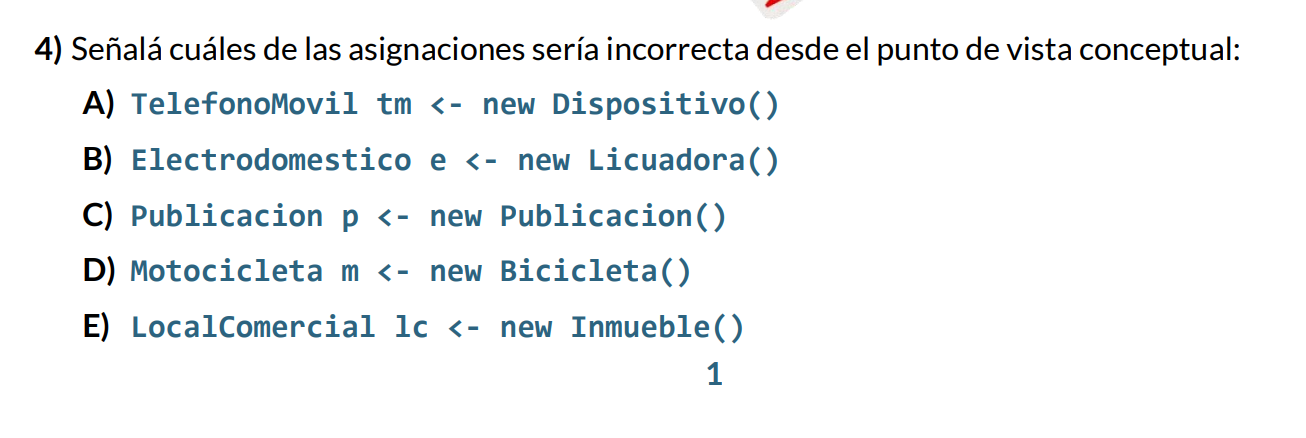 4) Señalá cuáles de las asignaciones sería incorrecta desde el punto de vista conceptual:
A) TelefonoMovil tm <- new Dispositivo()
B) Electrodomestico e <- new Licuadora()
C) Publicacion p <- new Publicacion()
D) Motocicleta m <- new Bicicleta()
E) LocalComercial lc <- new Inmueble()
1